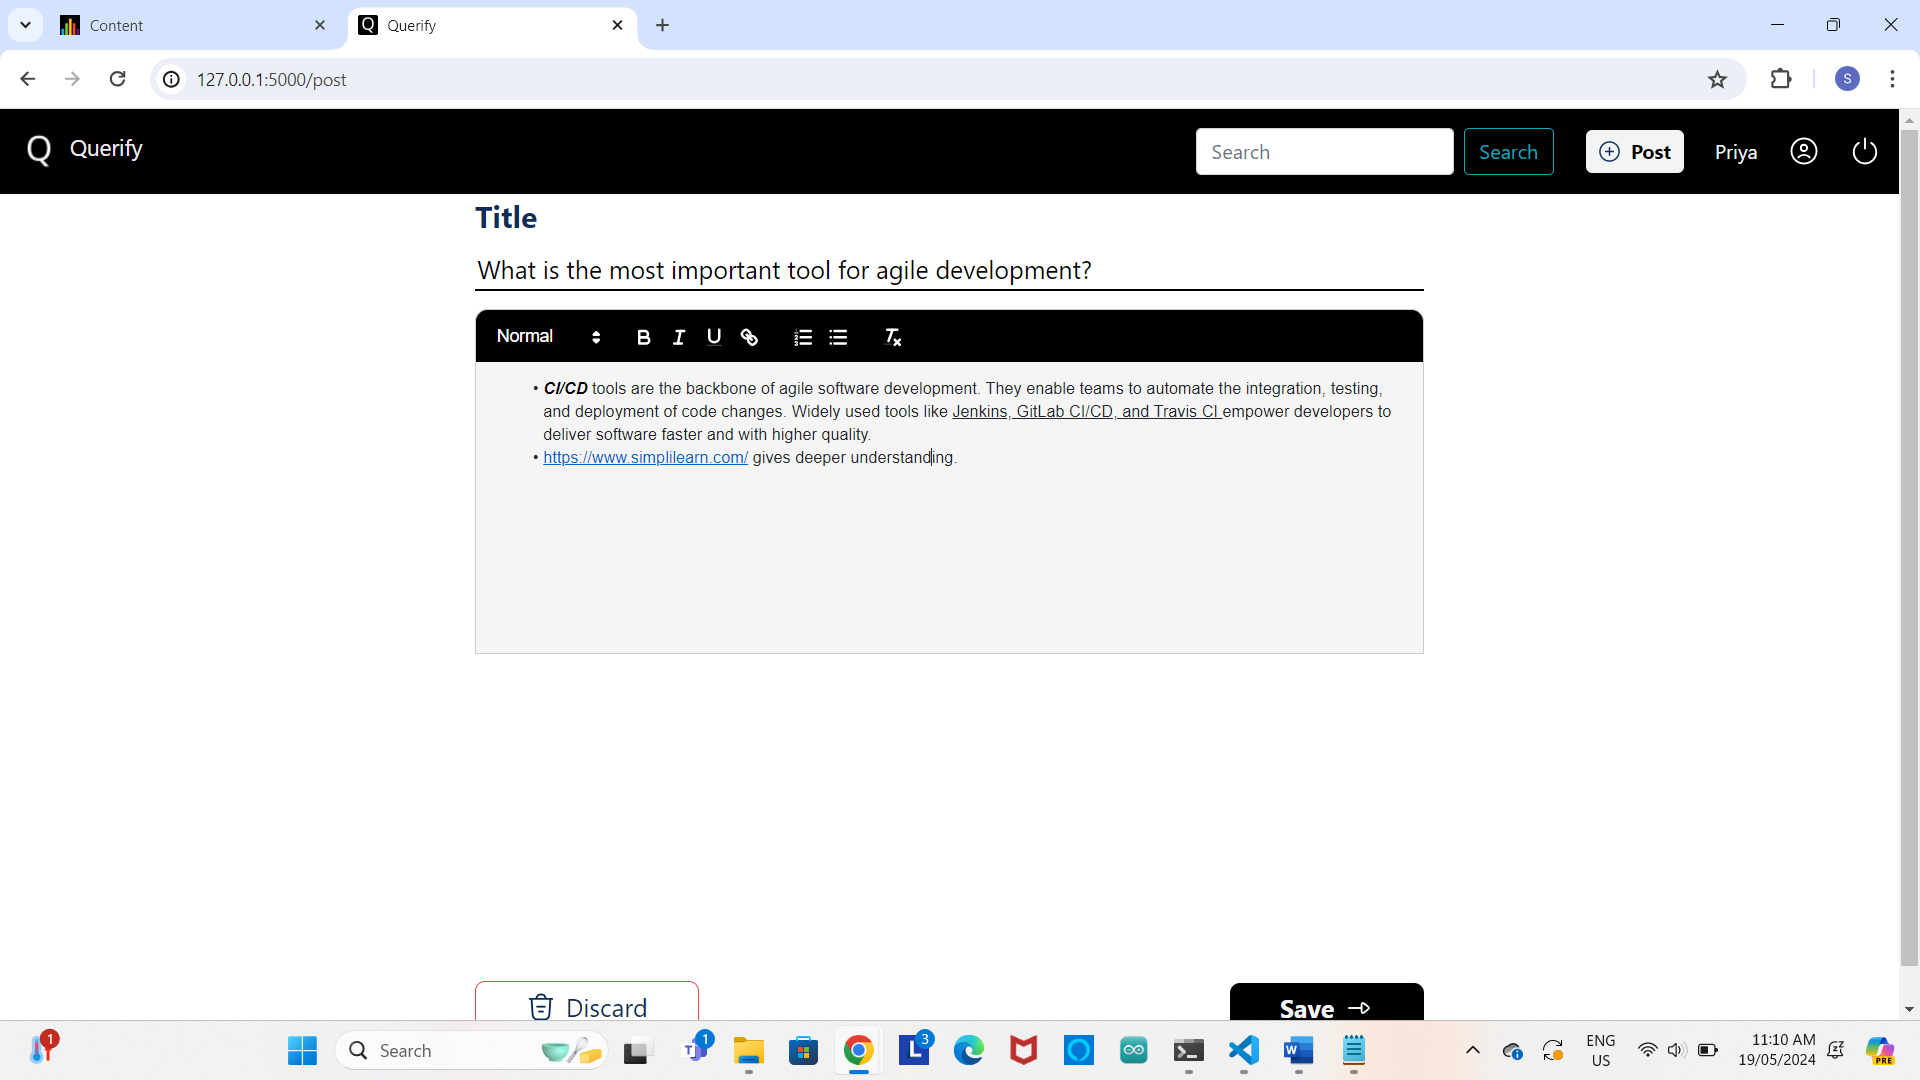 Content
Querify
127.0.0.1:5000/post
S
Q Querify
Search
Search
Post
Priya
Title
What is the most important tool for agile development?
Normal
• CI/CD tools are the backbone of agile software development. They enable teams to automate the integration, testing,
and deployment of code changes. Widely used tools like Jenkins, GitLab CI/CD, and Travis CI empower developers to
deliver software faster and with higher quality.
• https://www.simplilearn.com/ gives deeper understanding.
Discard
Save
1
Search
1
3
ENG
US
11:10 AM
19/05/2024
PRE